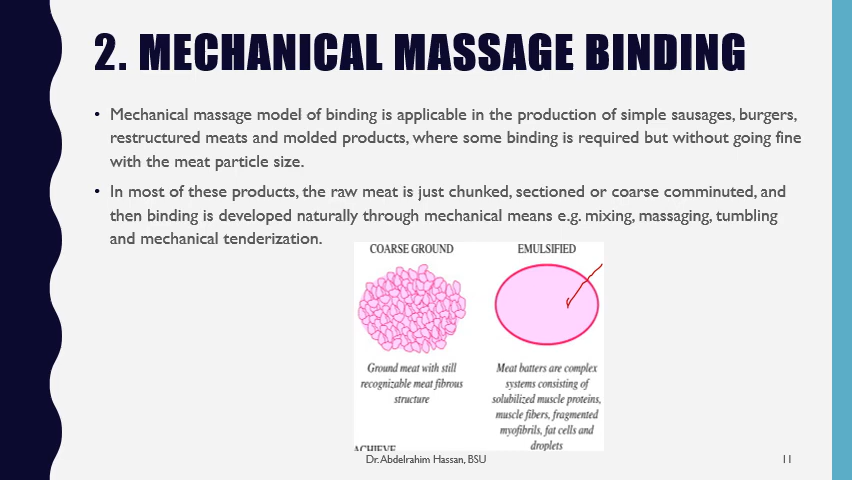 2. MECHANICAL MASSAGE BINDING
• Mechanical massage model of binding is applicable in the production of simple sausages, burgers,
restructured meats and molded products, where some binding is required but without going fine
with the meat particle size.
• In most of these products, the raw meat is just chunked, sectioned or coarse comminuted, and
then binding is developed naturally through mechanical means e.g. mixing, massaging, tumbling
and mechanical tenderization.
COARSE GROUND
Ground meat with still
recognizable meat fibrous
structure
EMULSIFIED
Meat batters are complex
systems consisting of
solubilized muscle proteins,
muscle fibers, fragmented
myofibrils, fat cells and
droplets
ACHIEVE
Dr. Abdelrahim Hassan, BSU
11